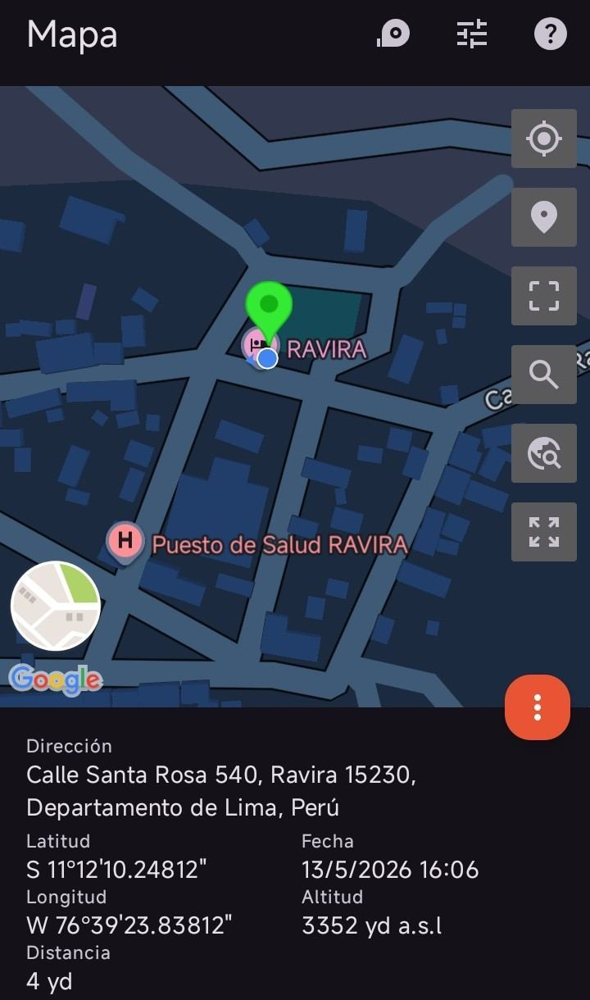 Mapa
RAVIRA
Puesto de Salud RAVIRA
Google
Dirección
Calle Santa Rosa 540, Ravira 15230,
Departamento de Lima, Perú
Latitud
Fecha
S 11°12'10.24812"
13/5/2026 16:06
Longitud
Altitud
W 76°39'23.83812"
3352 yd a.s.l
Distancia
4 yd